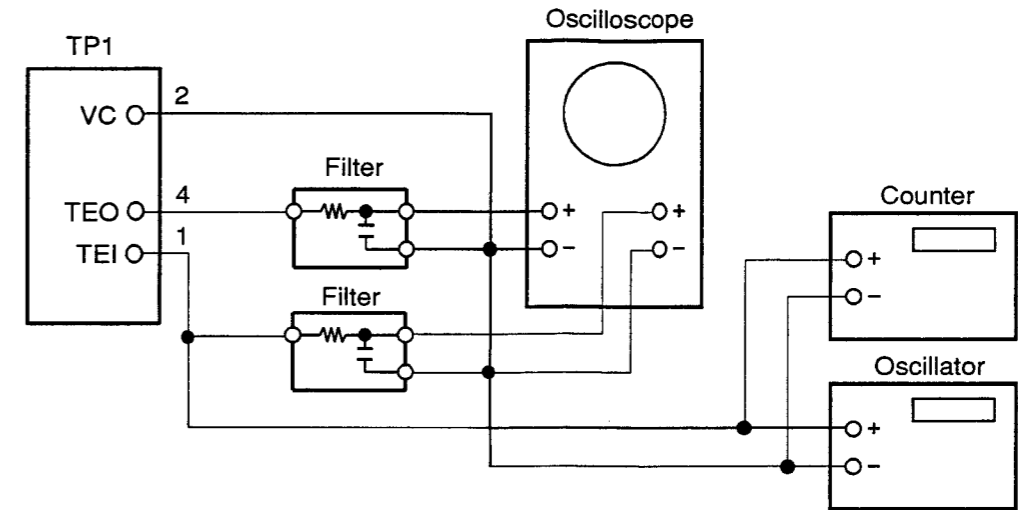 Oscilloscope
TP1
VC 2
Filter
TEO 4
+ +
TEI 1
- -
Filter
Counter
+
-
Oscillator
+
-